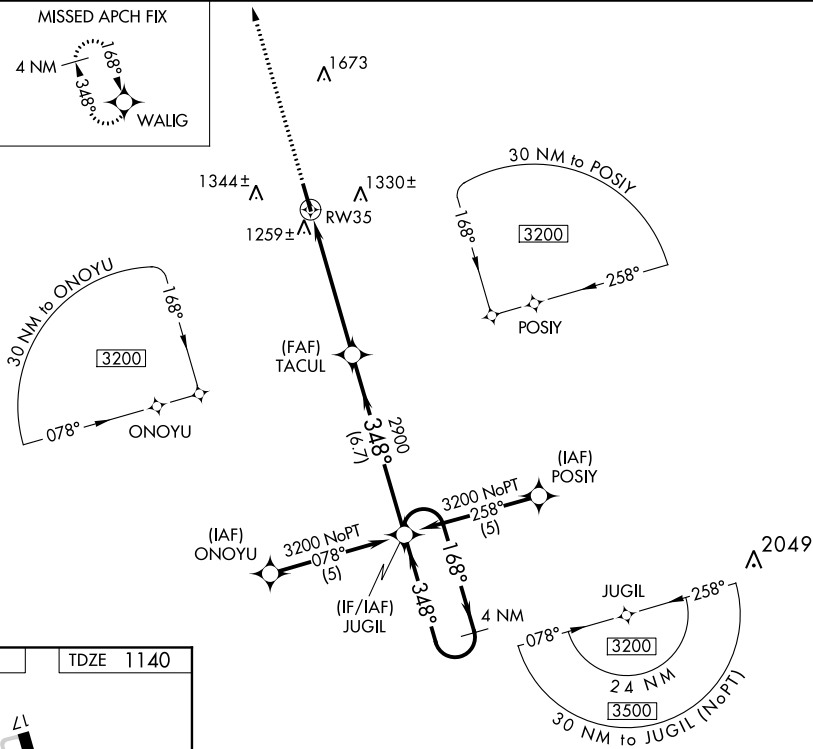 MISSED APCH FIX
4 NM
168°
348°
WALIG
1673
1344±
1330±
RW35
1259±
30 NM to POSIY
168°
3200
258°
POSIY
30 NM to ONOYU
168°
3200
078°
ONOYU
(FAF)
TACUL
2900
348°
(6.7)
(IAF)
POSIY
3200 NoPT
258°
(5)
(IAF)
ONOYU
3200 NoPT
078°
(5)
168°
348°
4 NM
(IF/IAF)
JUGIL
2049
JUGIL
078°
258°
3200
24 NM
3500
30 NM to JUGIL (NoPT)
TDZE 1140
17